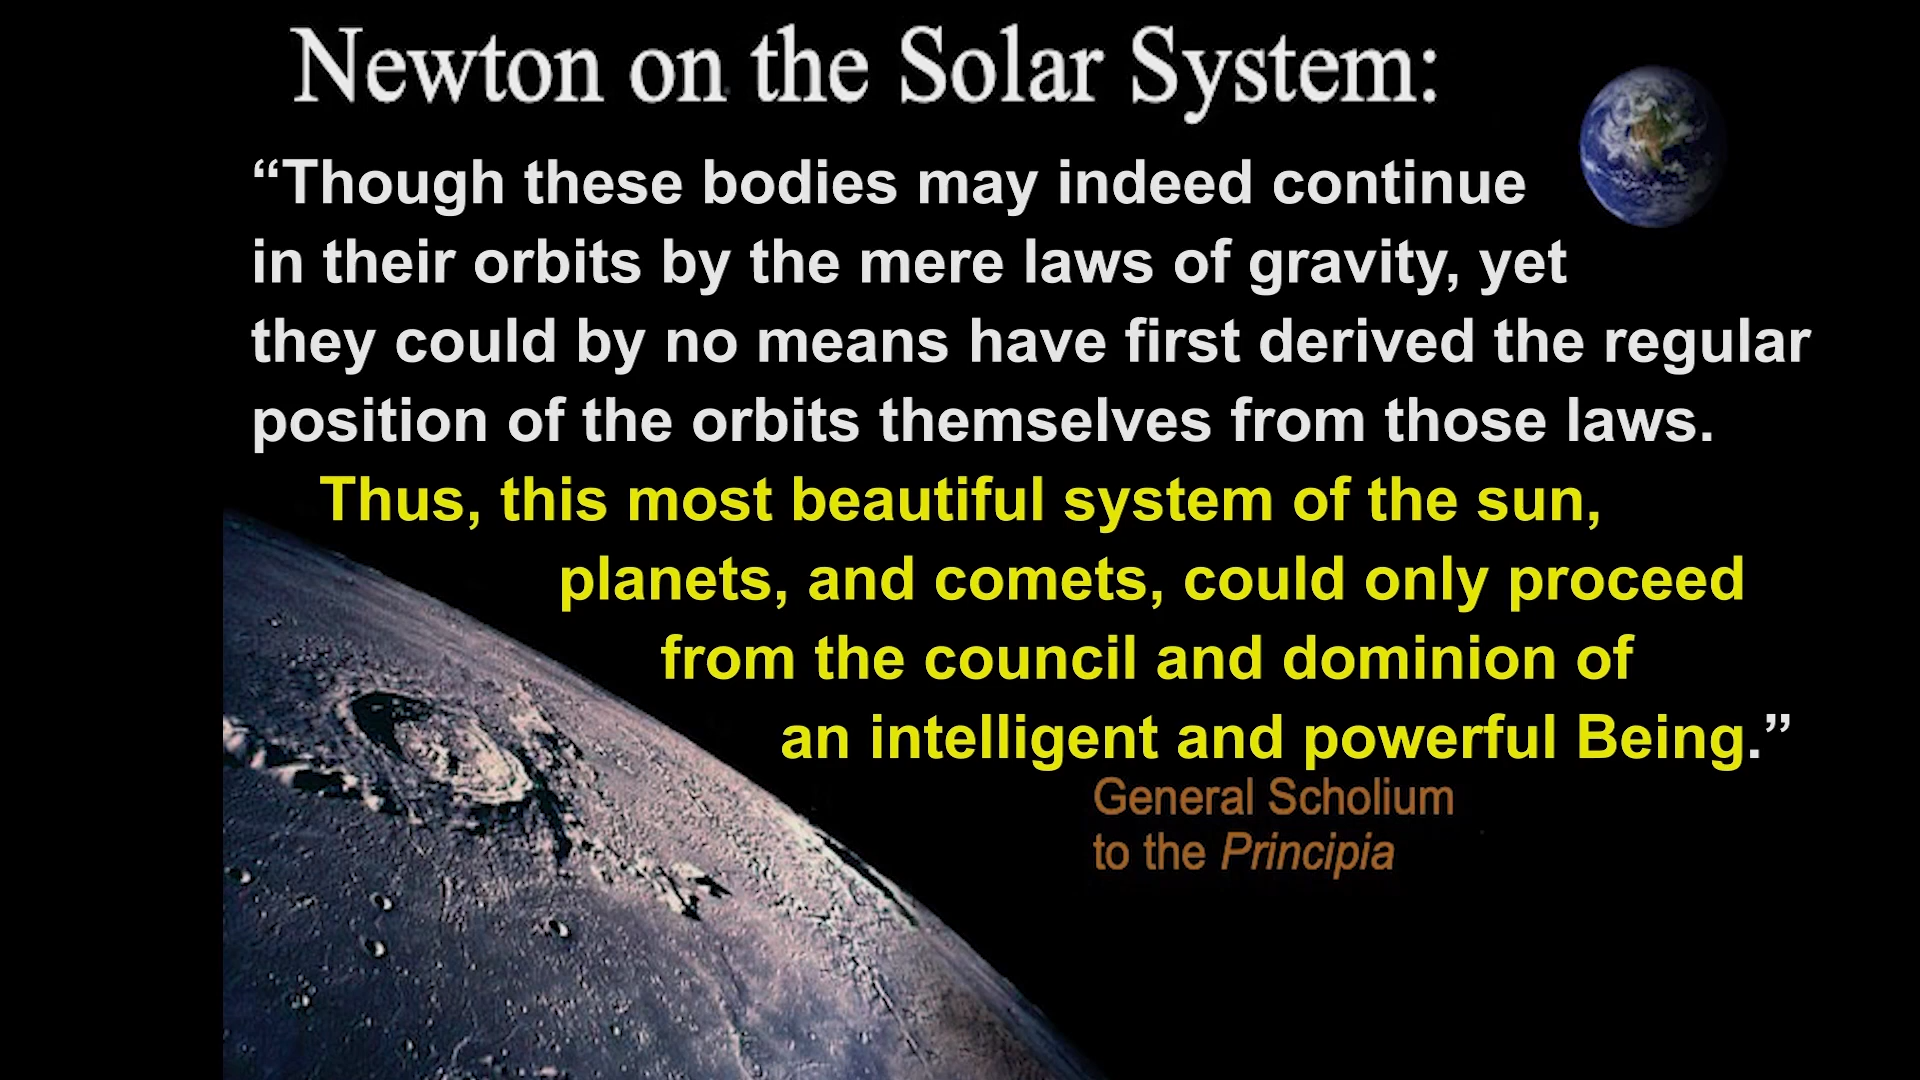 Newton on the Solar System:
“Though these bodies may indeed continue
in their orbits by the mere laws of gravity, yet
they could by no means have first derived the regular
position of the orbits themselves from those laws.
Thus, this most beautiful system of the sun,
planets, and comets, could only proceed
from the council and dominion of
an intelligent and powerful Being.”
General Scholium
to the Principia